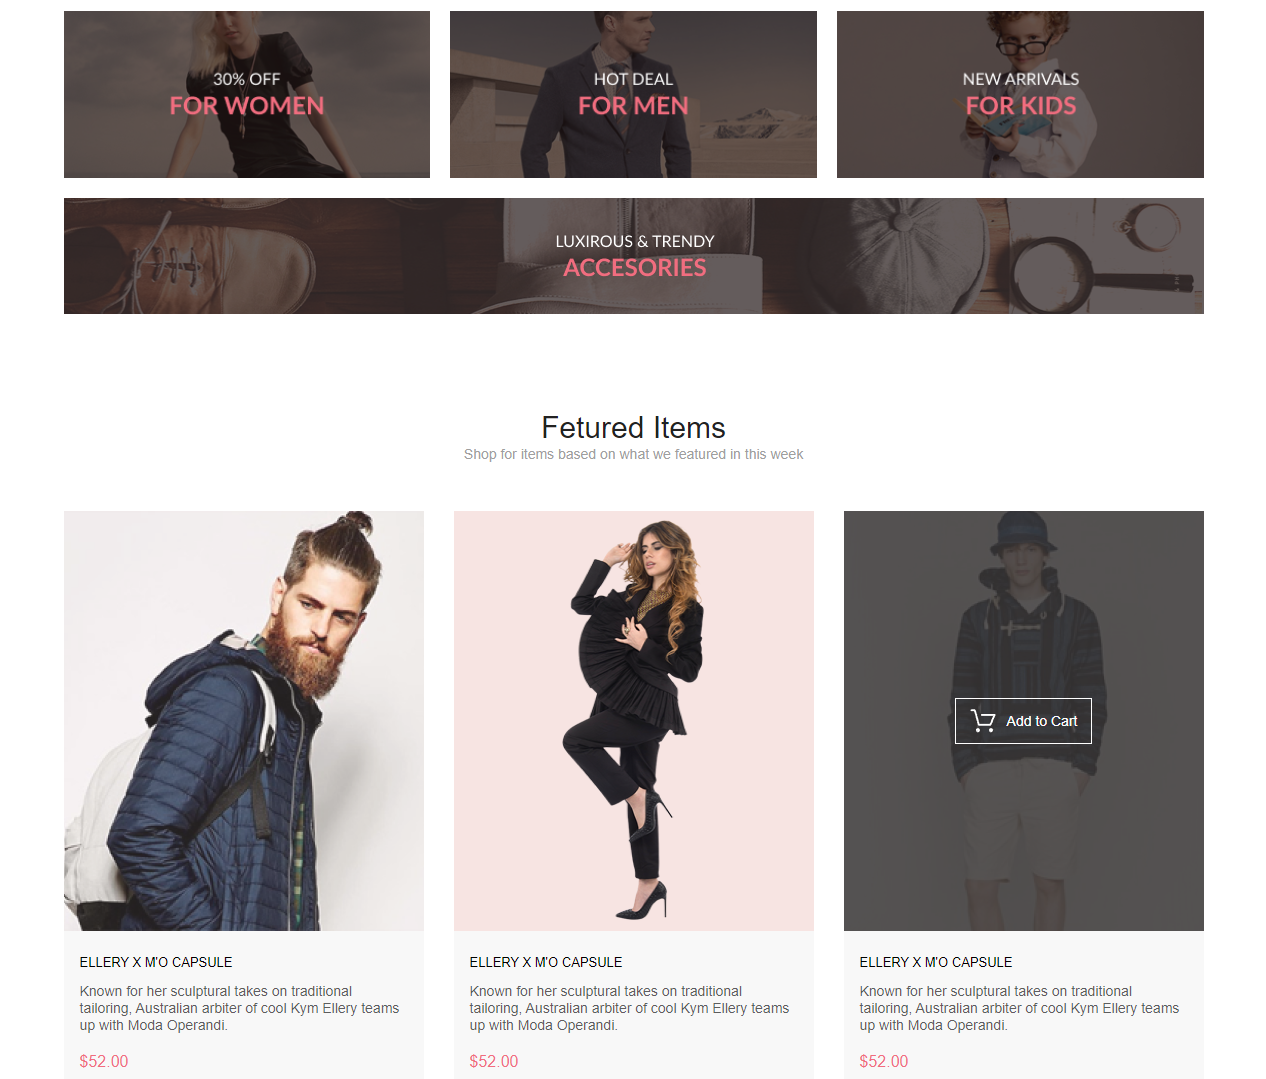 30% OFF
FOR WOMEN
HOT DEAL
FOR MEN
NEW ARRIVALS
FOR KIDS
LUXIROUS & TRENDY
ACCESORIES
Fetured Items
Shop for items based on what we featured in this week
Add to Cart
ELLERY X M'O CAPSULE
Known for her sculptural takes on traditional
tailoring, Australian arbiter of cool Kym Ellery teams
up with Moda Operandi.
$52.00
ELLERY X M'O CAPSULE
Known for her sculptural takes on traditional
tailoring, Australian arbiter of cool Kym Ellery teams
up with Moda Operandi.
$52.00
ELLERY X M'O CAPSULE
Known for her sculptural takes on traditional
tailoring, Australian arbiter of cool Kym Ellery teams
up with Moda Operandi.
$52.00